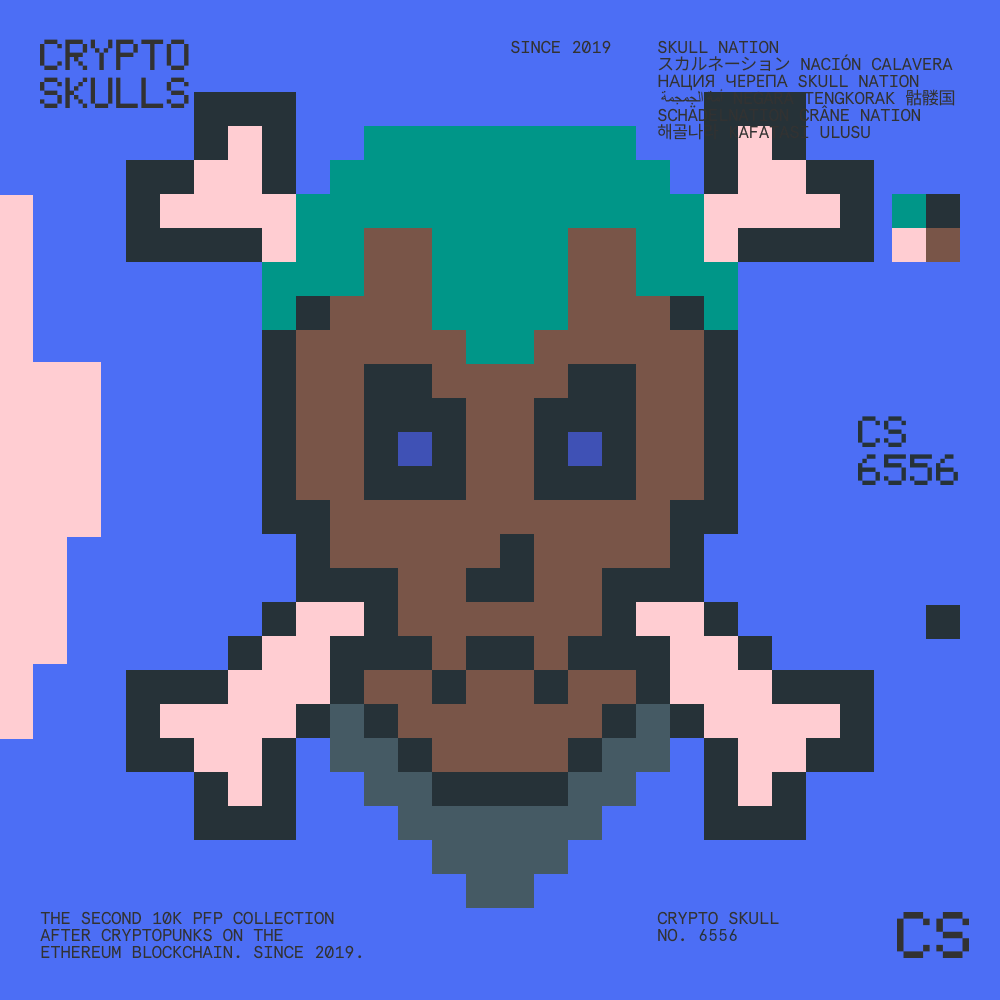 CRYPTO
SKULLS
SINCE 2019
SKULL NATION
スカルネーション NACIÓN CALAVERA
НАЦИЯ ЧЕРЕПА SKULL NATION
TENGKORAK 骷髅国
CRÂNE NATION
ULUSU
CS
6556
THE SECOND 10K PFP COLLECTION
AFTER CRYPTOPUNKS ON THE
ETHEREUM BLOCKCHAIN. SINCE 2019.
CRYPTO SKULL
NO. 6556
CS